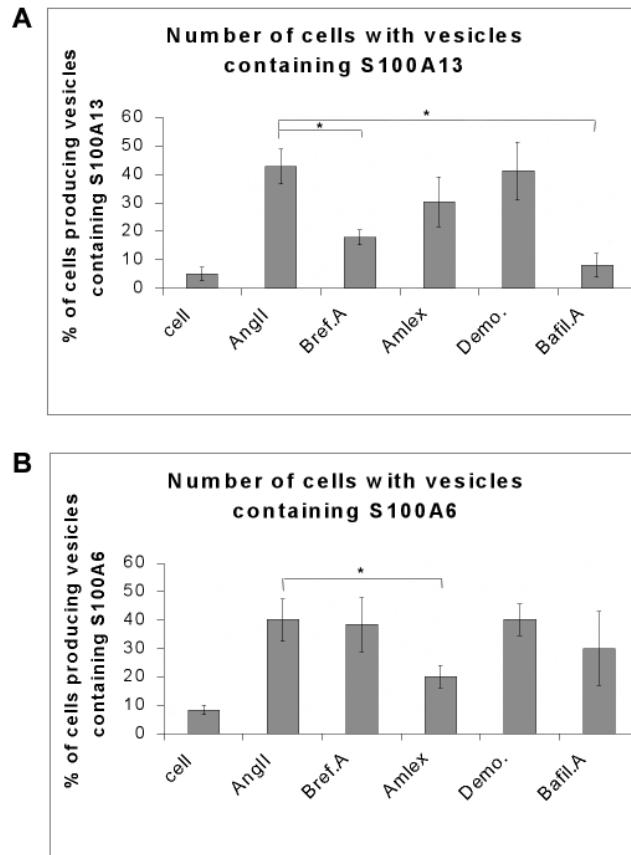 A
Number of cells with vesicles
containing S100A13
% of cells producing vesicles
containing S100A13
60
50
40
30
20
10
0
*
*
cell
AngII
Bref.A
Amlex
Demo.
Bafil.A
B
Number of cells with vesicles
containing S100A6
% of cells producing vesicles
containing S100A6
60
50
40
30
20
10
0
*
cell
AngII
Bref.A
Amlex
Demo.
Bafil.A